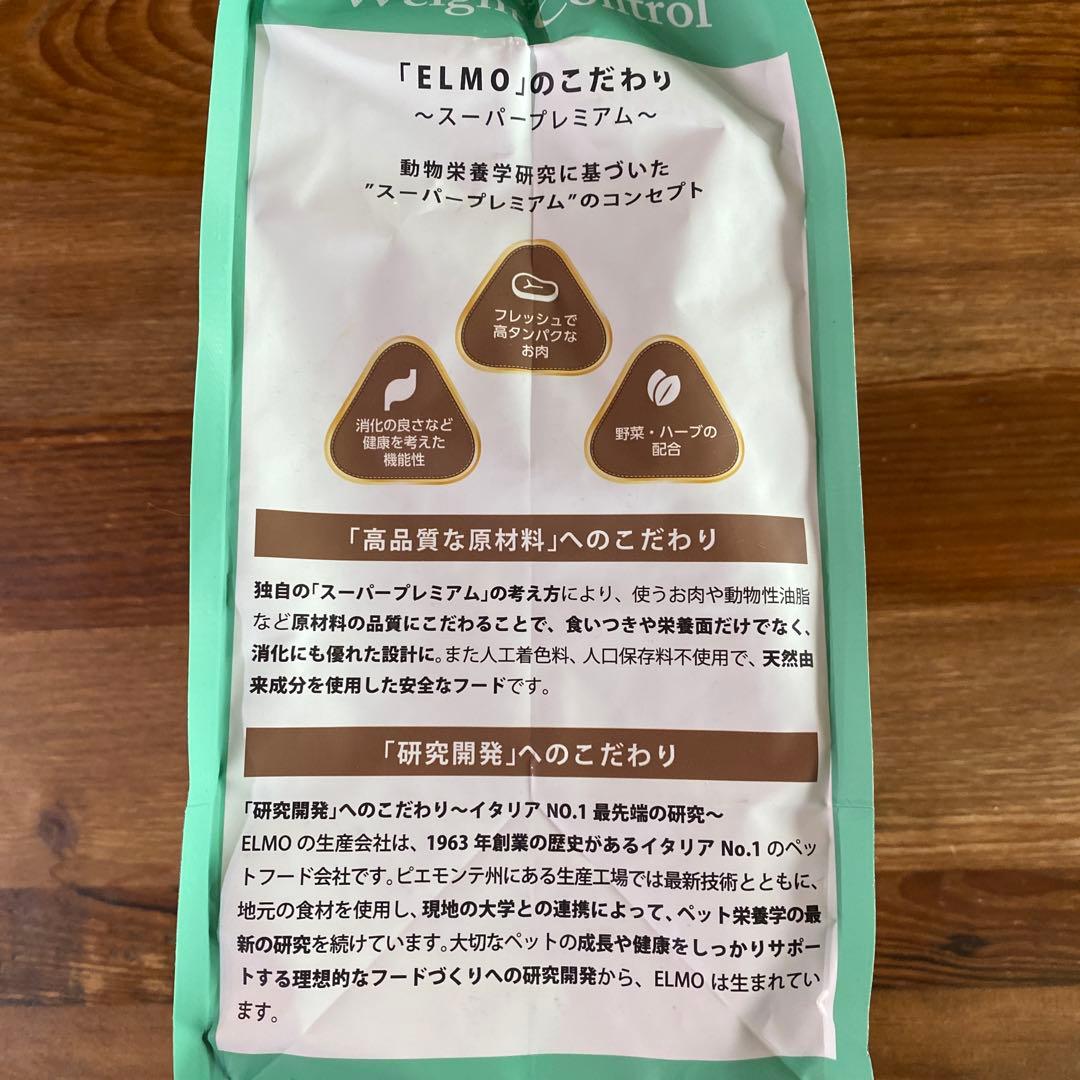 Weight Control
「ELMO」のこだわり
～スーパープレミアム～
動物栄養学研究に基づいた
”スーパープレミアム”のコンセプト
フレッシュで
高タンパクな
お肉
消化の良さなど
健康を考えた
機能性
野菜・ハーブの
配合
「高品質な原材料」へのこだわり
独自の「スーパープレミアム」の考え方により、使うお肉や動物性油脂
など原材料の品質にこだわることで、食いつきや栄養面だけでなく、
消化にも優れた設計に。また人工着色料、人口保存料不使用で、天然由
来成分を使用した安全なフードです。
「研究開発」へのこだわり
「研究開発」へのこだわり～イタリア NO.1 最先端の研究～
ELMO の生産会社は、1963 年創業の歴史があるイタリア No.1 のペッ
トフード会社です。ピエモンテ州にある生産工場では最新技術とともに、
地元の食材を使用し、現地の大学との連携によって、ペット栄養学の最
新の研究を続けています。大切なペットの成長や健康をしっかりサポー
トする理想的なフードづくりへの研究開発から、ELMO は生まれてい
ます。